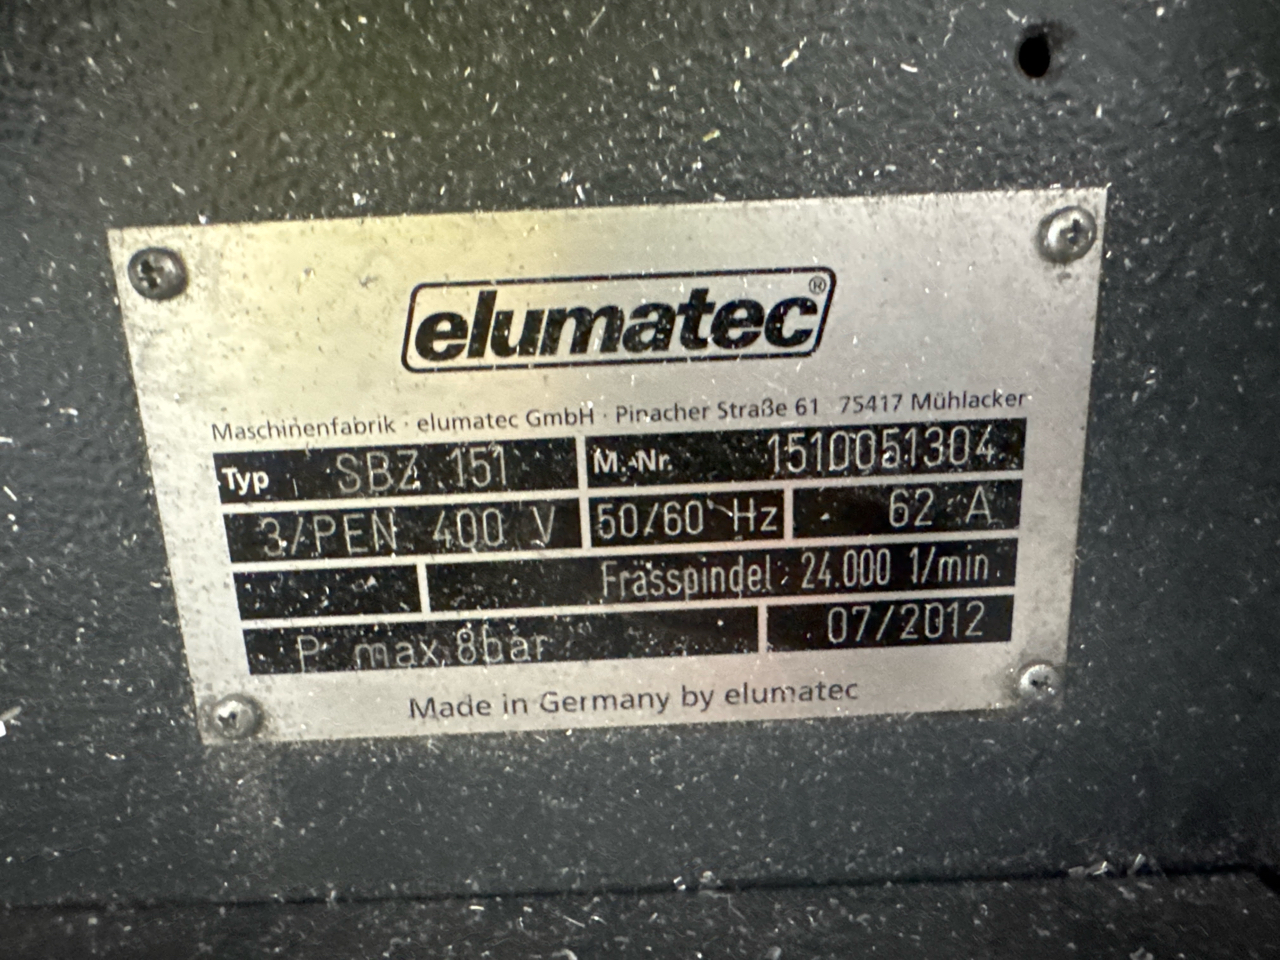 elumatec®
Maschinenfabrik · elumatec GmbH · Pinacher Straße 61 75417 Mühlacker
Typ SBZ 151 M.-Nr. 1510051304
3/PEN 400 V 50/60 Hz 62 A
Frässpindel: 24.000 1/min.
P max 8bar 07/2012
Made in Germany by elumatec